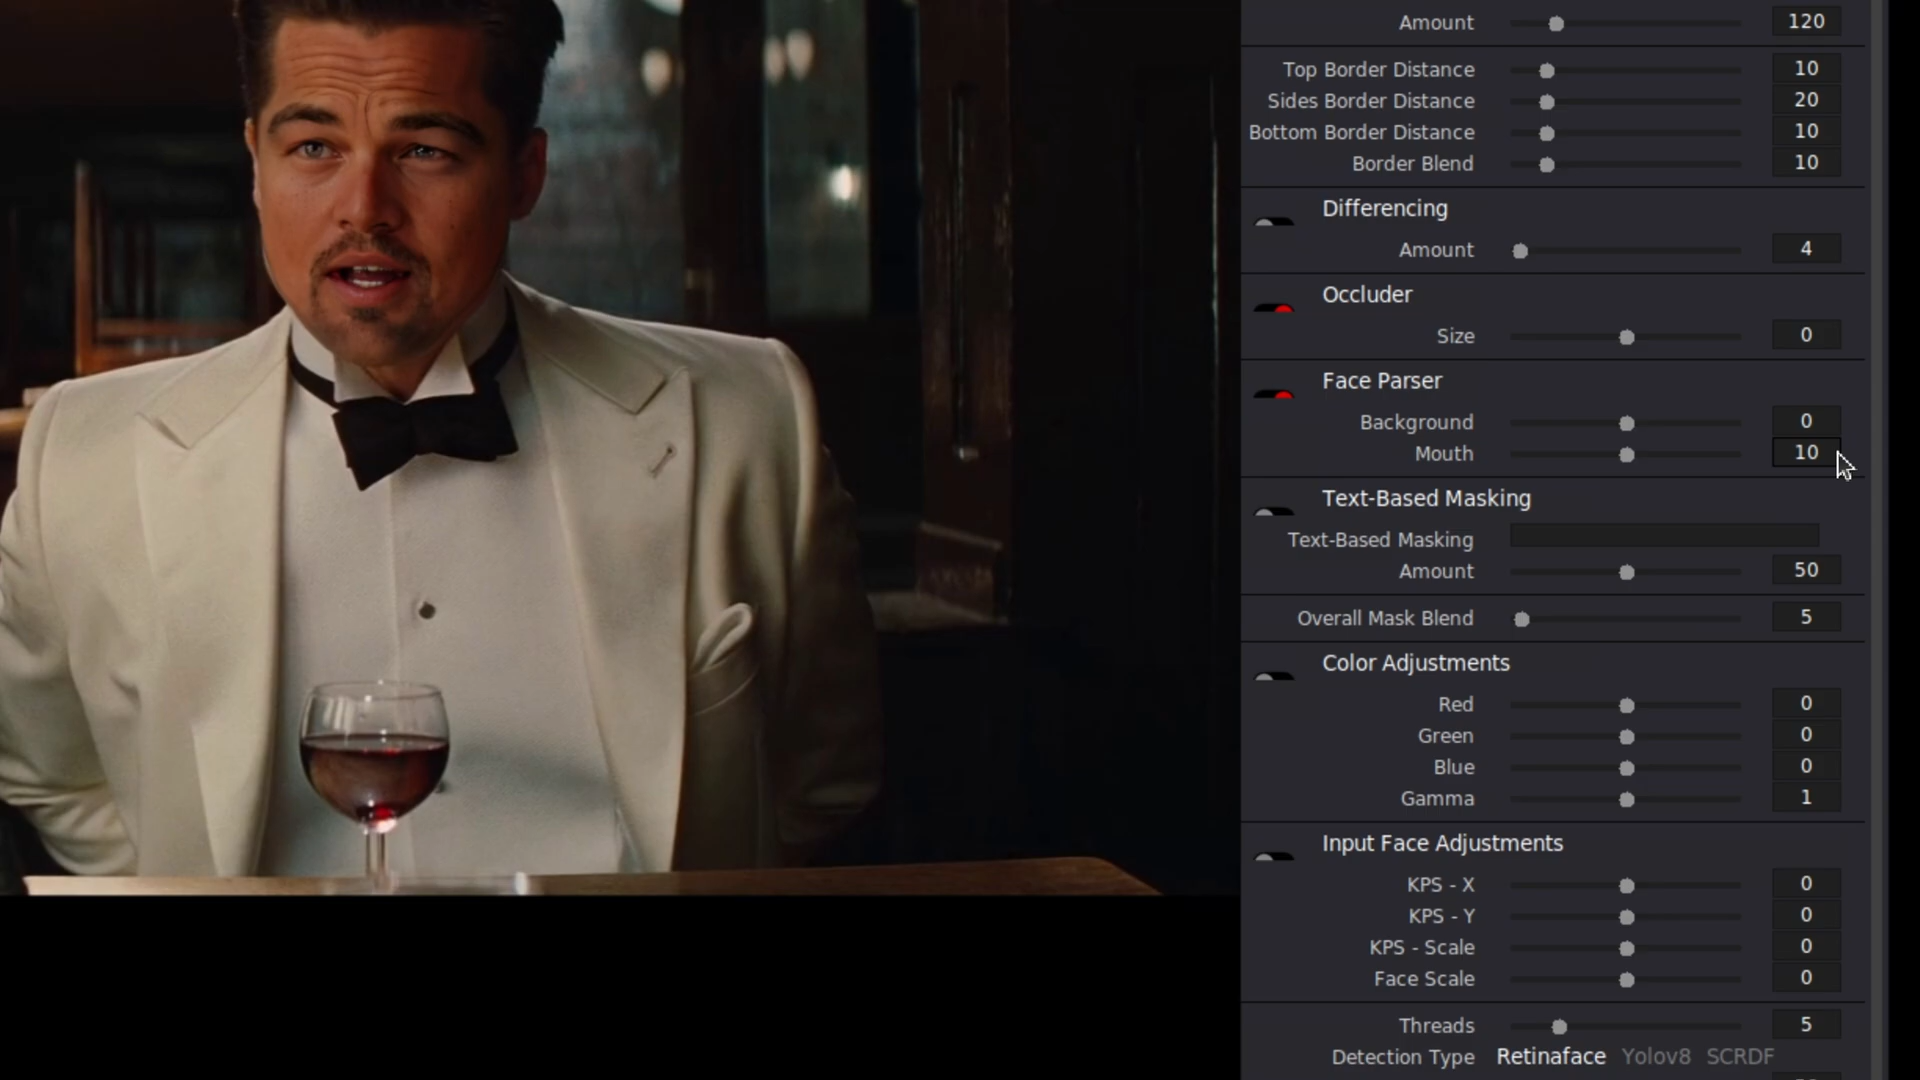 Amount 120
Top Border Distance 10
Sides Border Distance 20
Bottom Border Distance 10
Border Blend 10
Differencing
Amount 4
Occluder
Size 0
Face Parser
Background 0
Mouth 10
Text-Based Masking
Text-Based Masking
Amount 50
Overall Mask Blend 5
Color Adjustments
Red 0
Green 0
Blue 0
Gamma 1
Input Face Adjustments
KPS - X 0
KPS - Y 0
KPS - Scale 0
Face Scale 0
Threads 5
Detection Type Retinaface Yolov8 SCRDF